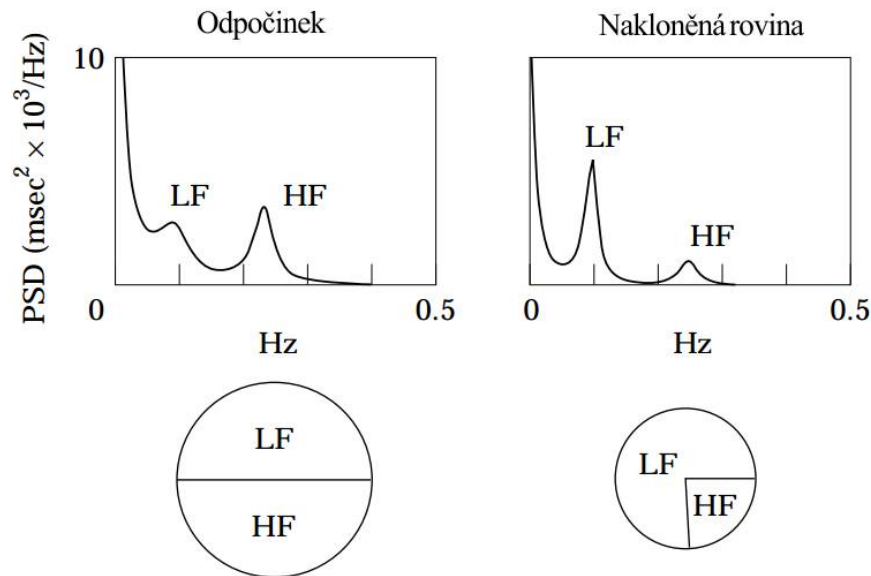 Odpočinek
10
PSD (msec² × 10³/Hz)
LF
HF
0
0.5
Hz
LF
HF
Nakloněná rovina
LF
HF
0
0.5
Hz
LF
HF